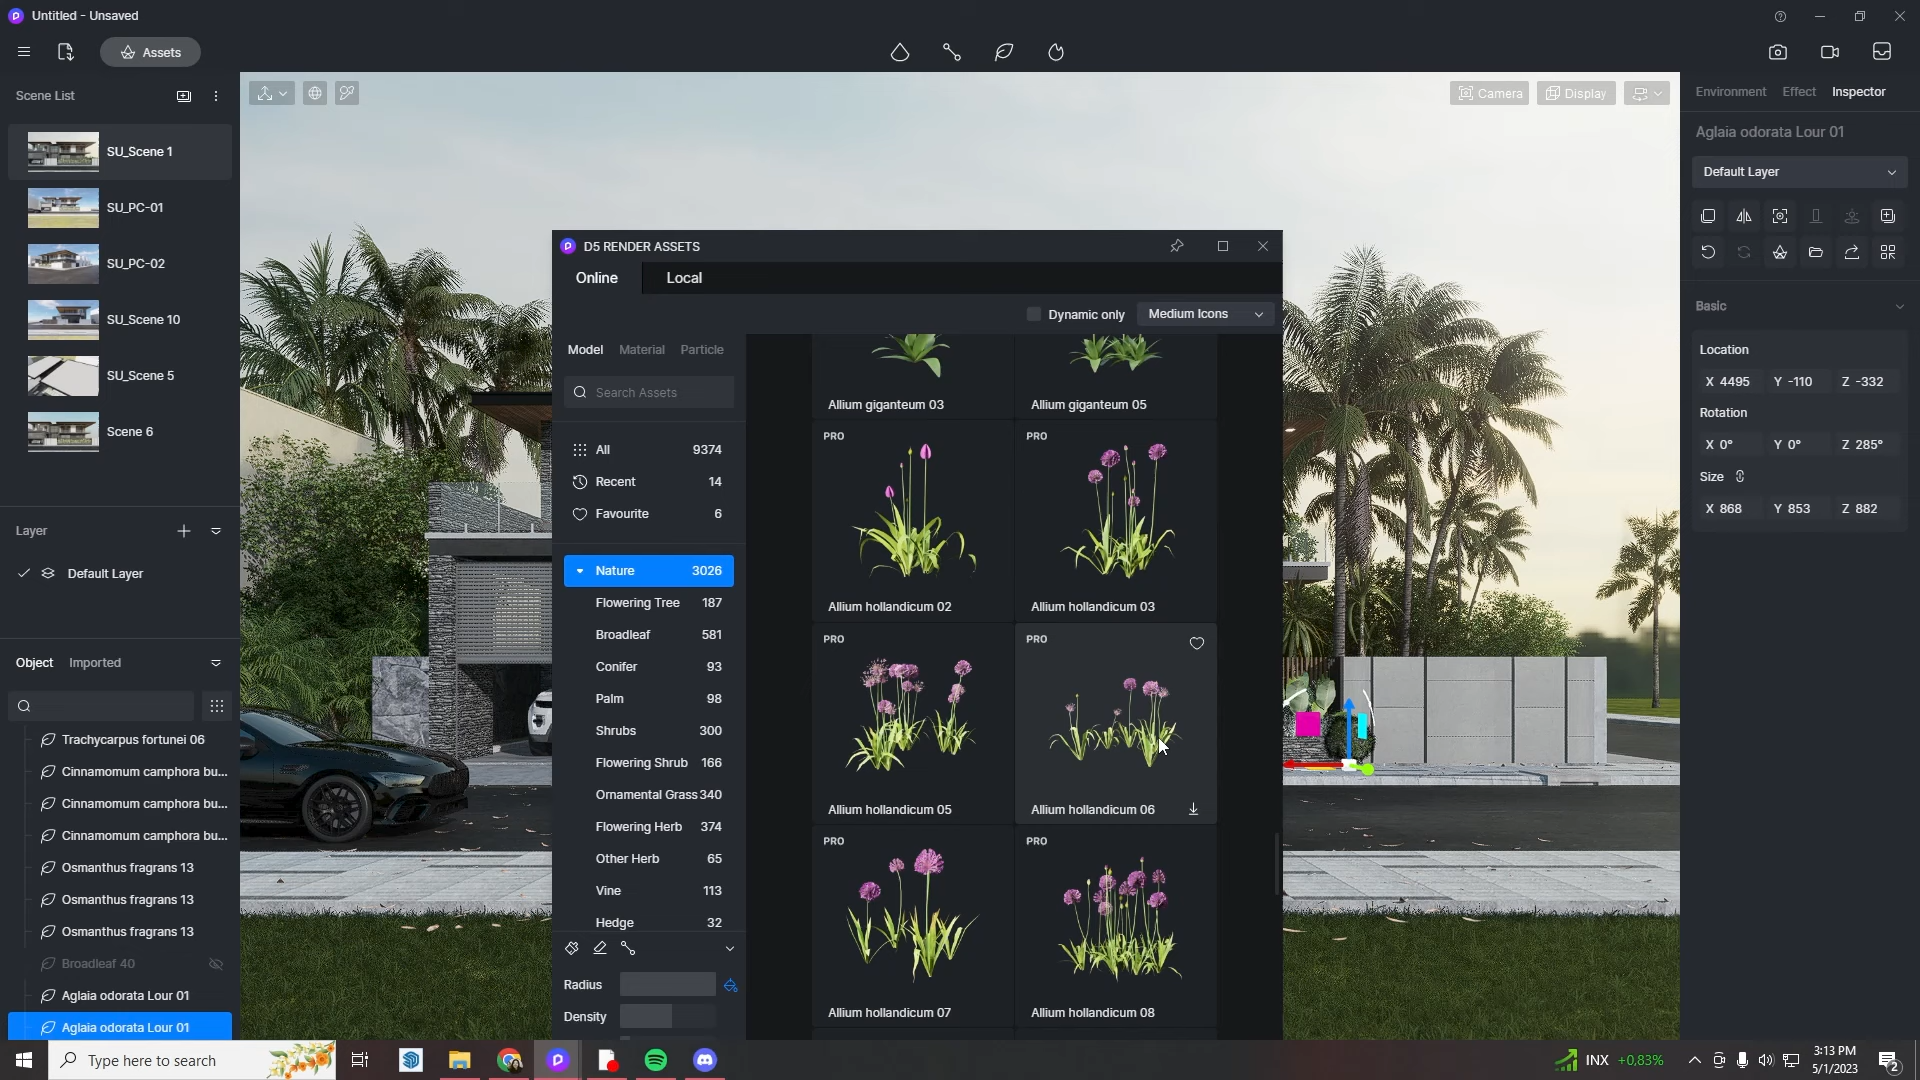 Untitled - Unsaved
Assets
Scene List
SU_Scene 1
SU_PC-01
SU_PC-02
SU_Scene 10
SU_Scene 5
Scene 6
Layer
Default Layer
Object Imported
Trachycarpus fortunei 06
Cinnamomum camphora bu...
Cinnamomum camphora bu...
Cinnamomum camphora bu...
Osmanthus fragrans 13
Osmanthus fragrans 13
Osmanthus fragrans 13
Broadleaf 40
Aglaia odorata Lour 01
Aglaia odorata Lour 01
Camera Display
D5 RENDER ASSETS
Online Local
Dynamic only Medium Icons
Model Material Particle
Search Assets
All 9374
Recent 14
Favourite 6
Nature 3026
Flowering Tree 187
Broadleaf 581
Conifer 93
Palm 98
Shrubs 300
Flowering Shrub 166
Ornamental Grass 340
Flowering Herb 374
Other Herb 65
Vine 113
Hedge 32
Radius
Density
Allium giganteum 03 Allium giganteum 05
PRO PRO
Allium hollandicum 02 Allium hollandicum 03
PRO PRO
Allium hollandicum 05 Allium hollandicum 06
PRO PRO
Allium hollandicum 07 Allium hollandicum 08
Environment Effect Inspector
Aglaia odorata Lour 01
Default Layer
Basic
Location
X 4495 Y -110 Z -332
Rotation
X 0° Y 0° Z 285°
Size
X 868 Y 853 Z 882
Type here to search
INX +0,83%
3:13 PM
5/1/2023
2